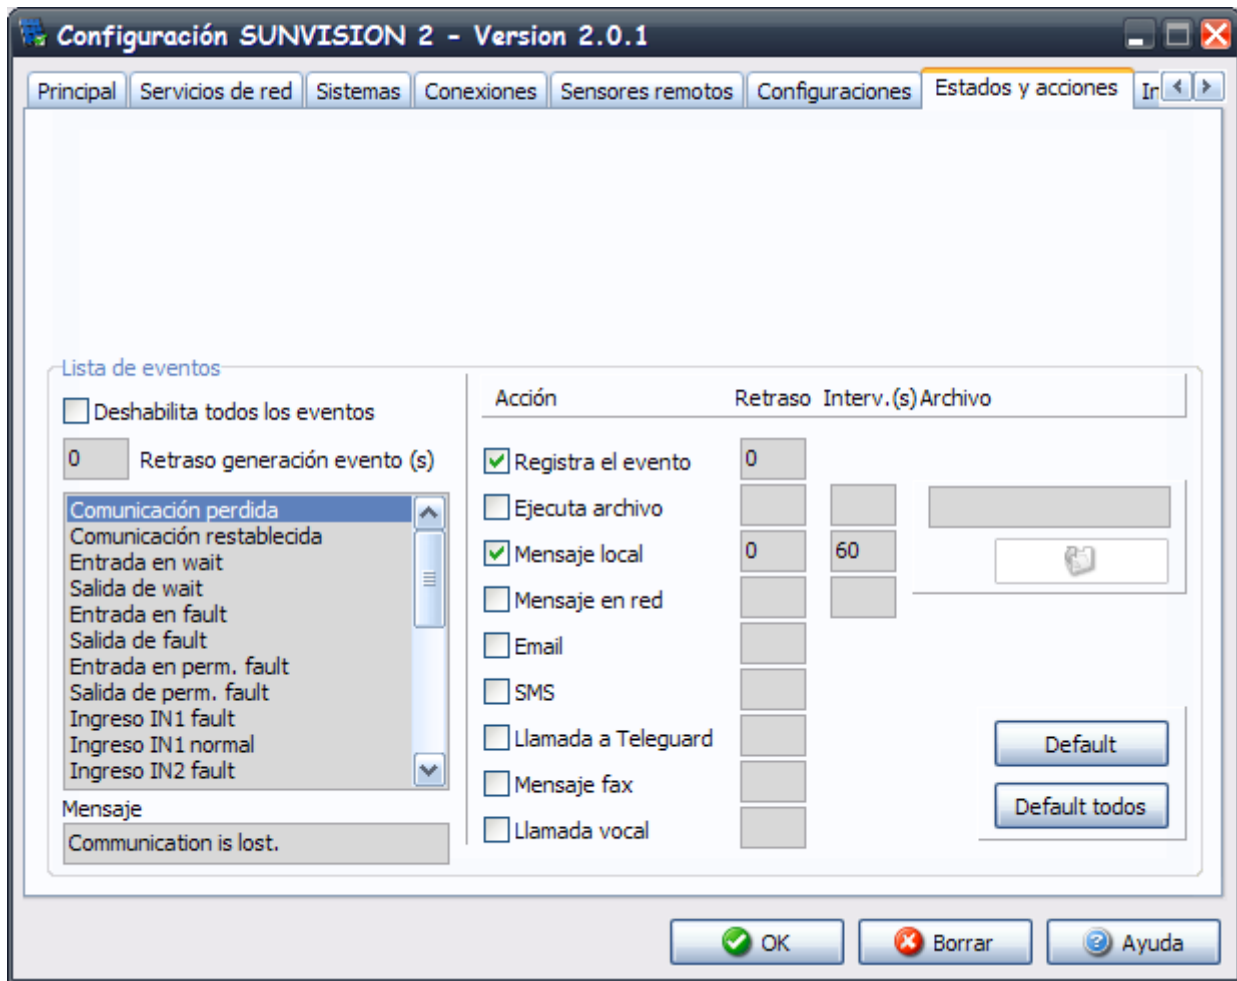 Configuración SUNVISION 2 - Version 2.0.1
Principal Servicios de red Sistemas Conexiones Sensores remotos Configuraciones Estados y acciones
Lista de eventos
Deshabilita todos los eventos
0 Retraso generación evento (s)
Comunicación perdida
Comunicación restablecida
Entrada en wait
Salida de wait
Entrada en fault
Salida de fault
Entrada en perm. fault
Salida de perm. fault
Ingreso IN1 fault
Ingreso IN1 normal
Ingreso IN2 fault
Mensaje
Communication is lost.
Acción Retraso Interv.(s) Archivo
Registra el evento 0
Ejecuta archivo
Mensaje local 0 60
Mensaje en red
Email
SMS
Llamada a Teleguard
Mensaje fax
Llamada vocal
Default
Default todos
OK Borrar Ayuda